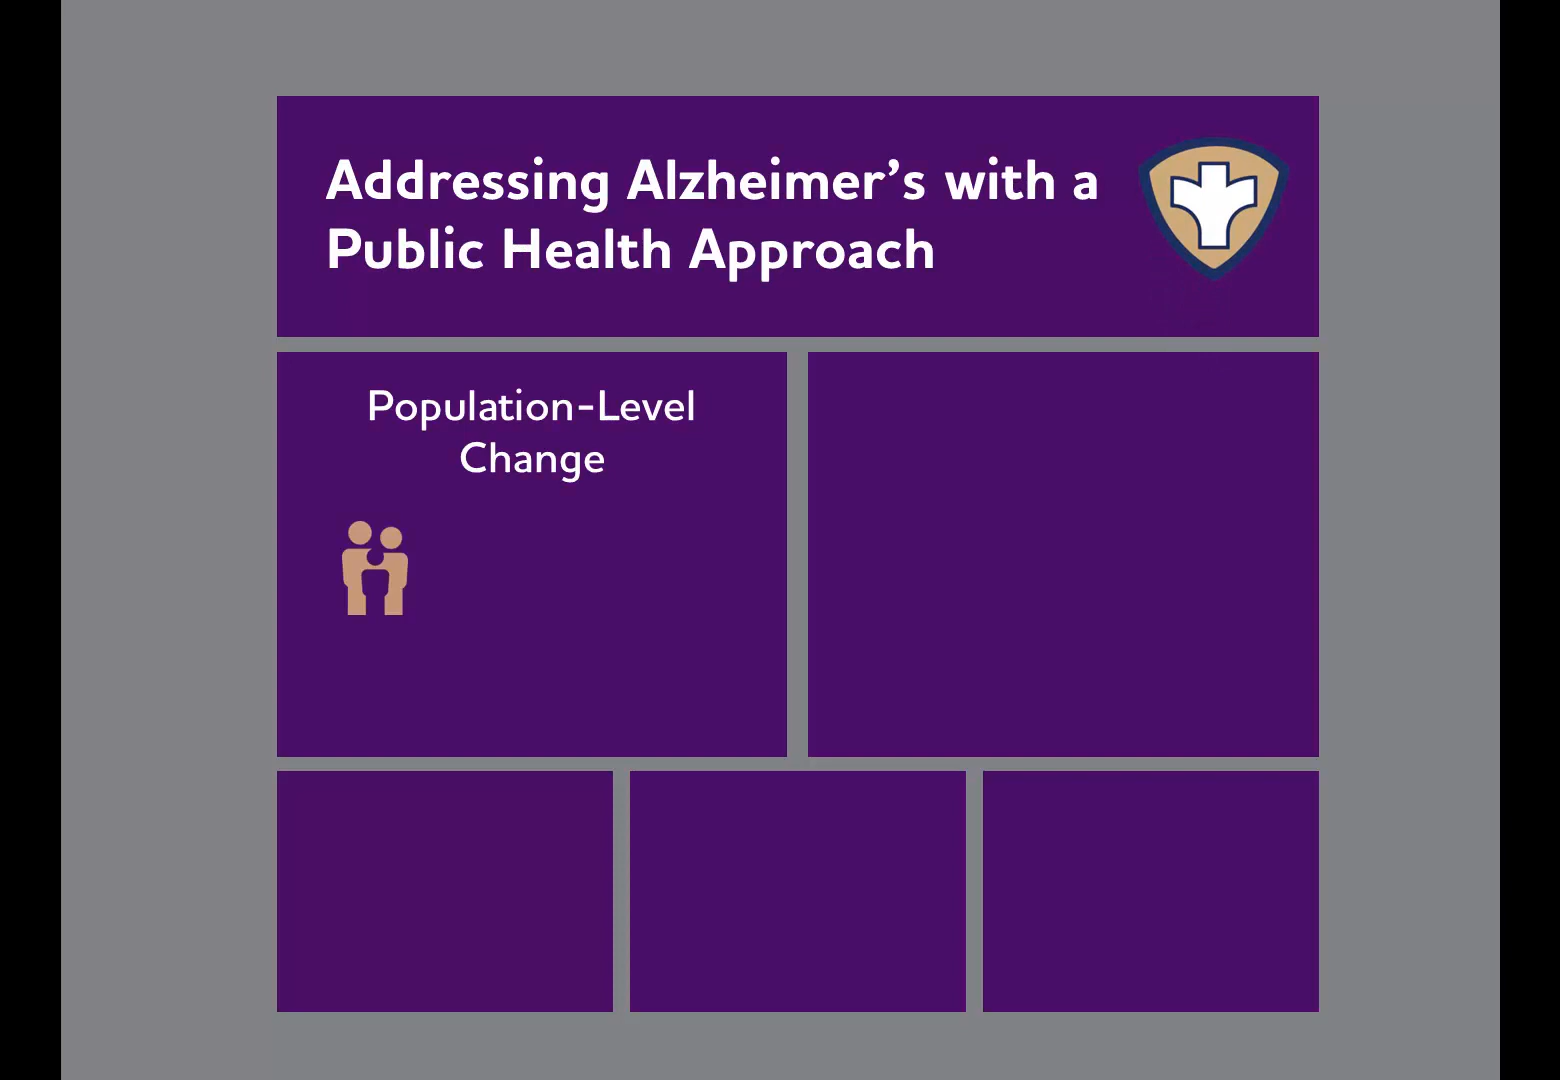 Addressing Alzheimer’s with a
Public Health Approach
Population-Level
Change